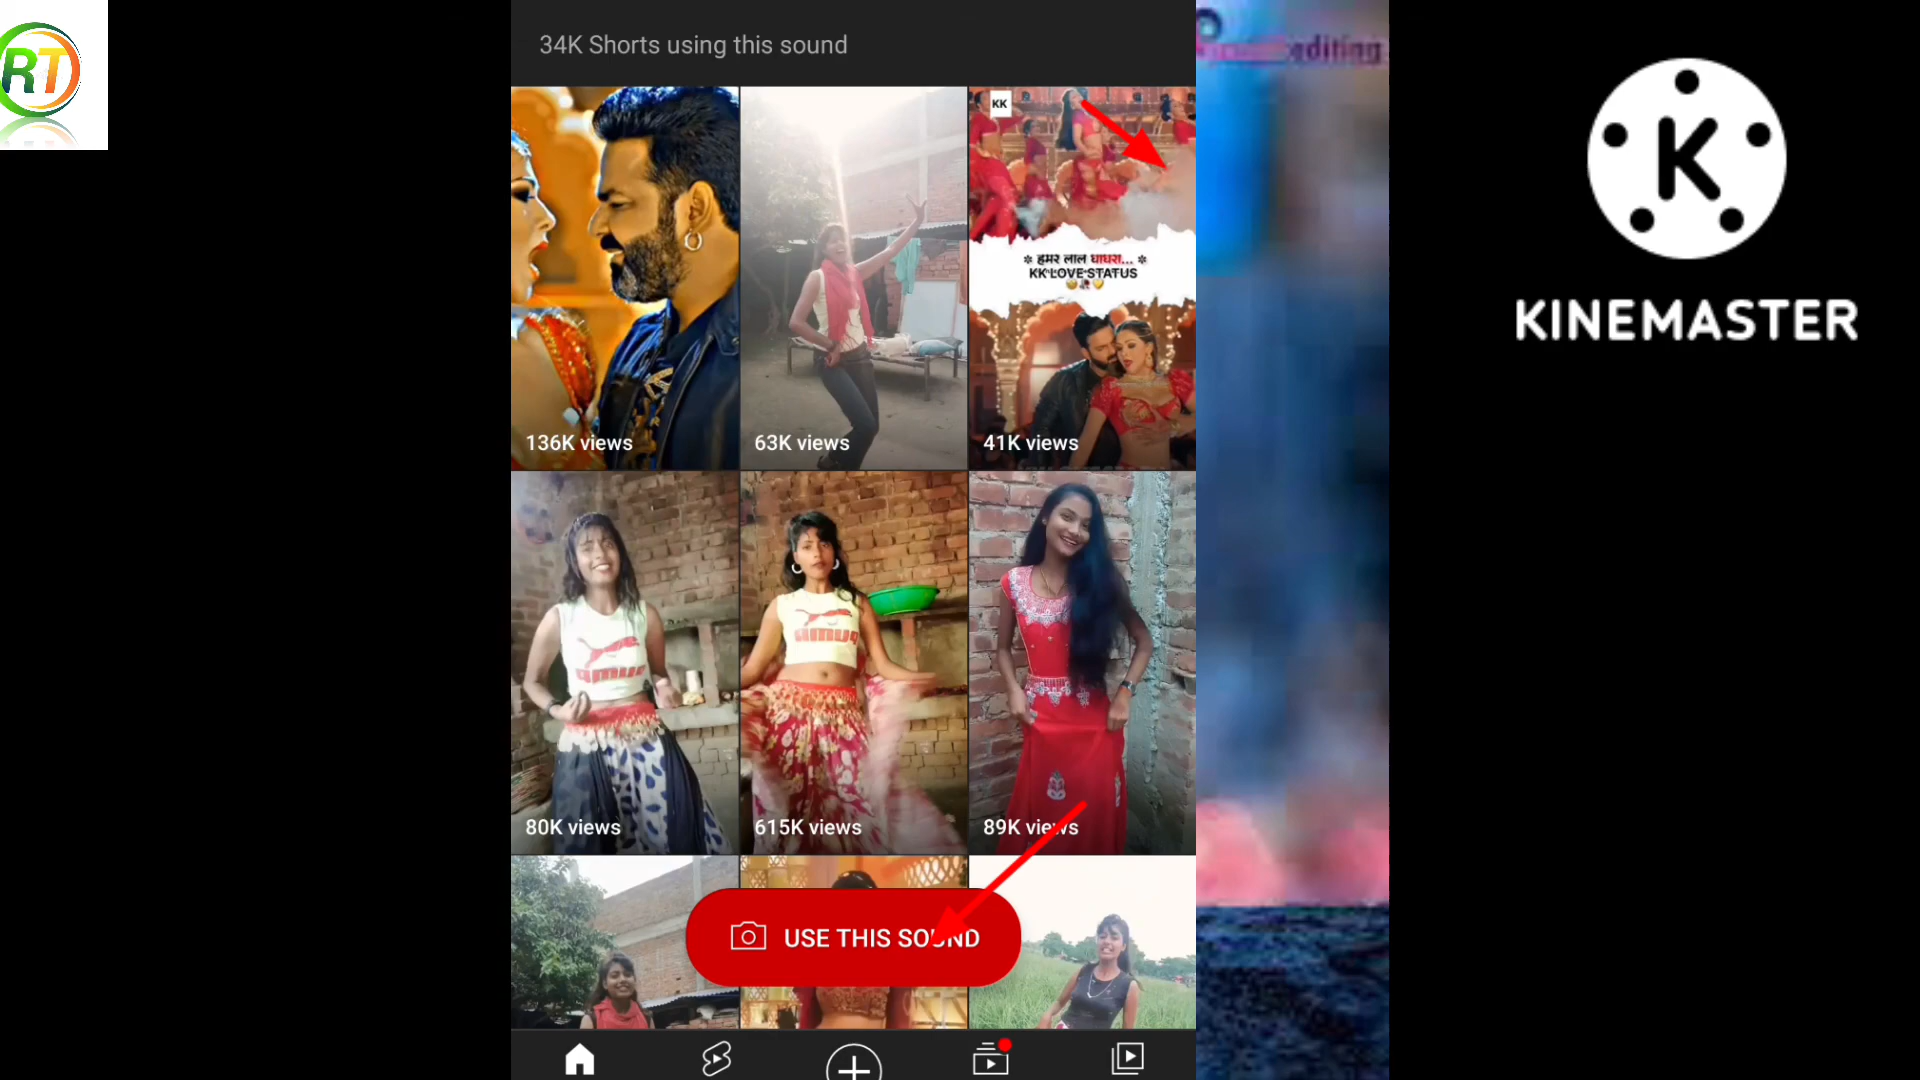 RT
34K Shorts using this sound
editing
K
KINEMASTER
KK
हमर लाल घाघरा...
KK LOVE STATUS
136K views
63K views
41K views
80K views
615K views
89K views
USE THIS SOUND